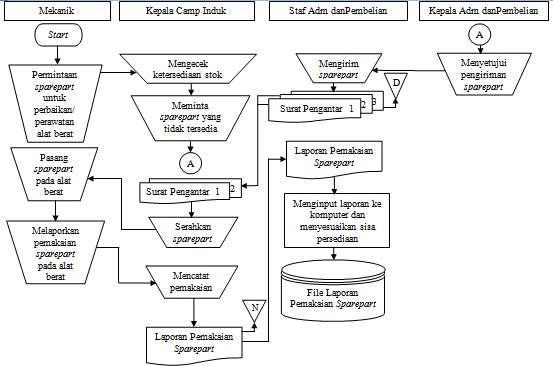 Mekanik
Kepala Camp Induk
Staf Adm danPembelian
Kepala Adm danPembelian
Start
Permintaan
sparepart
untuk
perbaikan/
perawatan
alat berat
Pasang
sparepart
pada alat
berat
Melaporkan
pemakaian
sparepart
pada alat
berat
Mengecek
ketersediaan stok
Meminta
sparepart yang
tidak tersedia
A
Surat Pengantar 1
2
Serahkan
sparepart
Mencatat
pemakaian
N
Laporan Pemakaian
Sparepart
Mengirim
sparepart
D
Surat Pengantar 1
2
3
Laporan Pemakaian
Sparepart
Menginput laporan ke
komputer dan
menyesuaikan sisa
persediaan
File Laporan
Pemakaian Sparepart
A
Menyetujui
pengiriman
sparepart